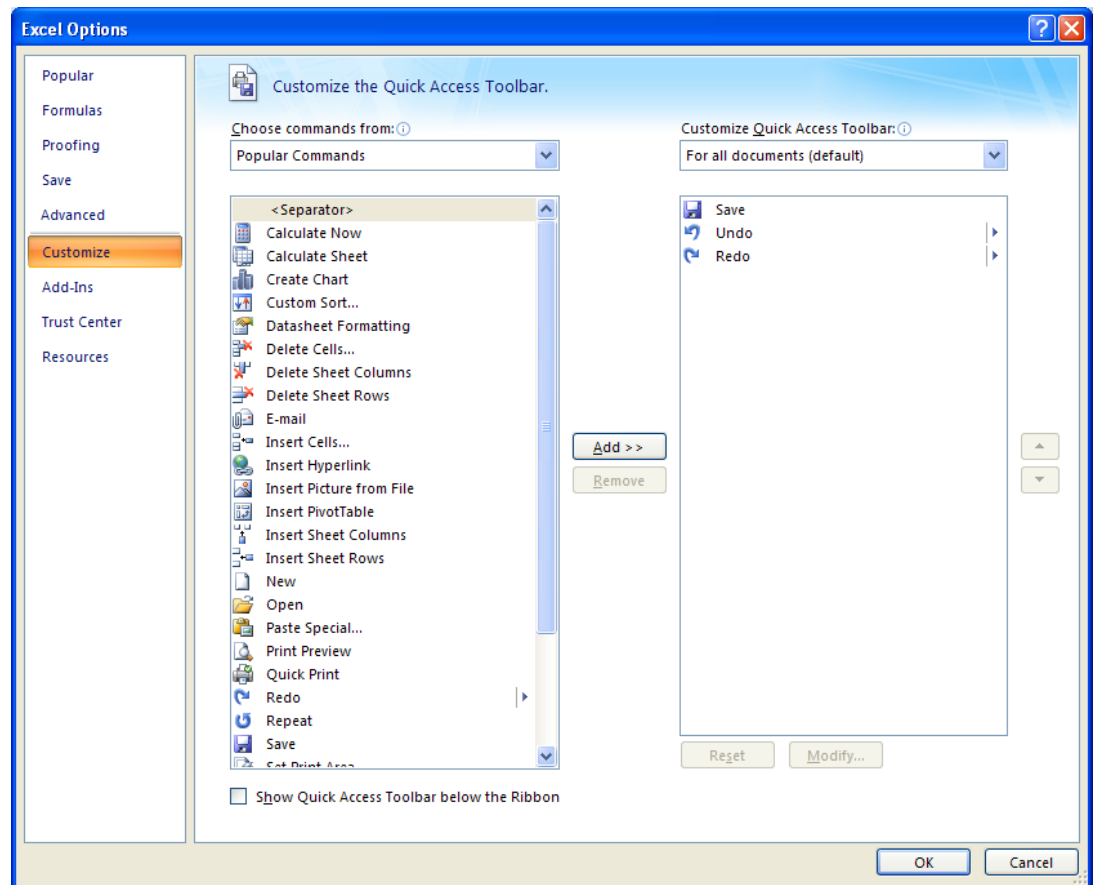 Excel Options
Popular
Formulas
Proofing
Save
Advanced
Customize
Add-Ins
Trust Center
Resources
Customize the Quick Access Toolbar.
Choose commands from:
Popular Commands
<Separator>
Calculate Now
Calculate Sheet
Create Chart
Custom Sort...
Datasheet Formatting
Delete Cells...
Delete Sheet Columns
Delete Sheet Rows
E-mail
Insert Cells...
Insert Hyperlink
Insert Picture from File
Insert PivotTable
Insert Sheet Columns
Insert Sheet Rows
New
Open
Paste Special...
Print Preview
Quick Print
Redo
Repeat
Save
Set Print Area
Show Quick Access Toolbar below the Ribbon
Add >>
Remove
Customize Quick Access Toolbar:
For all documents (default)
Save
Undo
Redo
Reset
Modify...
OK
Cancel